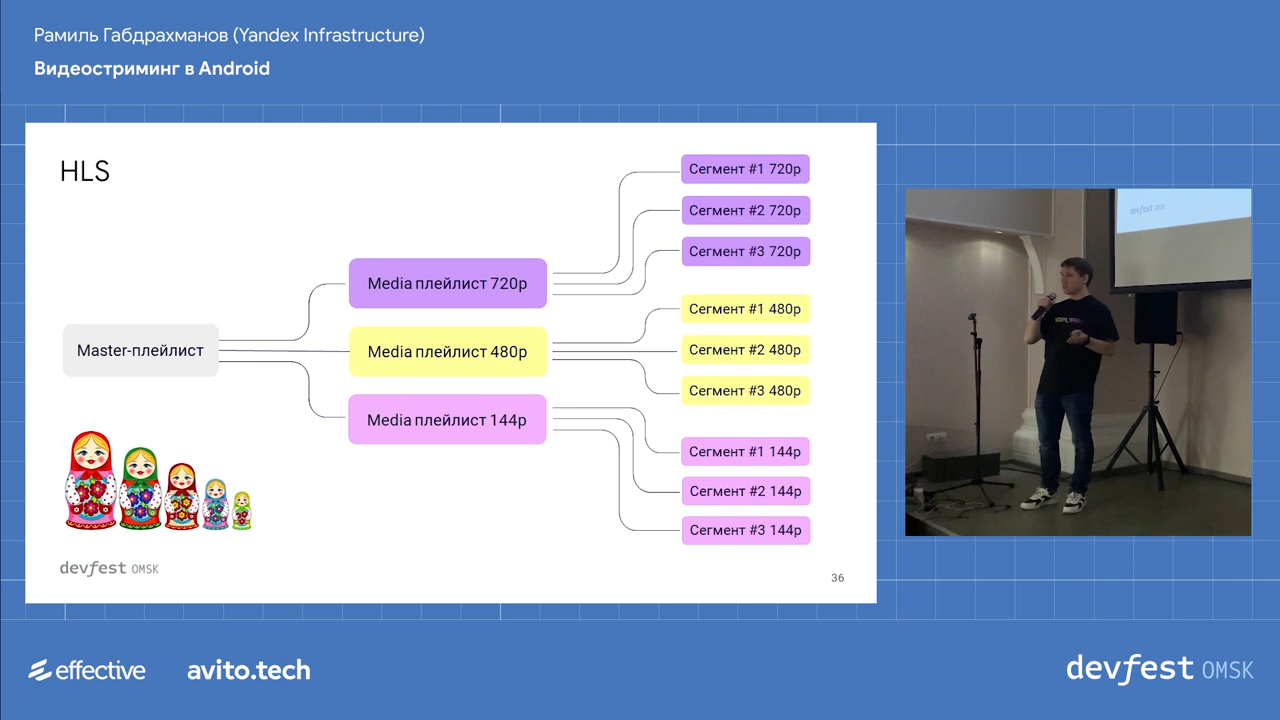 Рамиль Габдрахманов (Yandex Infrastructure)
Видеостриминг в Android
HLS
Master-плейлист
Media плейлист 720p
Media плейлист 480p
Media плейлист 144p
Сегмент #1 720p
Сегмент #2 720p
Сегмент #3 720p
Сегмент #1 480p
Сегмент #2 480p
Сегмент #3 480p
Сегмент #1 144p
Сегмент #2 144p
Сегмент #3 144p
devfest OMSK
36
devfest OMSK
effective
avito.tech
devfest OMSK